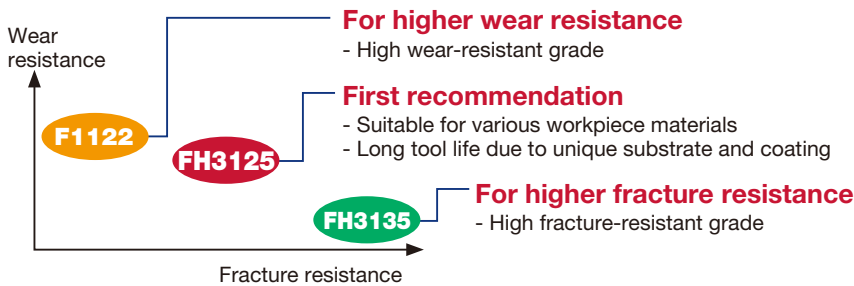 For higher wear resistance
- High wear-resistant grade
Wear
resistance
First recommendation
- Suitable for various workpiece materials
- Long tool life due to unique substrate and coating
F1122
FH3125
For higher fracture resistance
- High fracture-resistant grade
FH3135
Fracture resistance